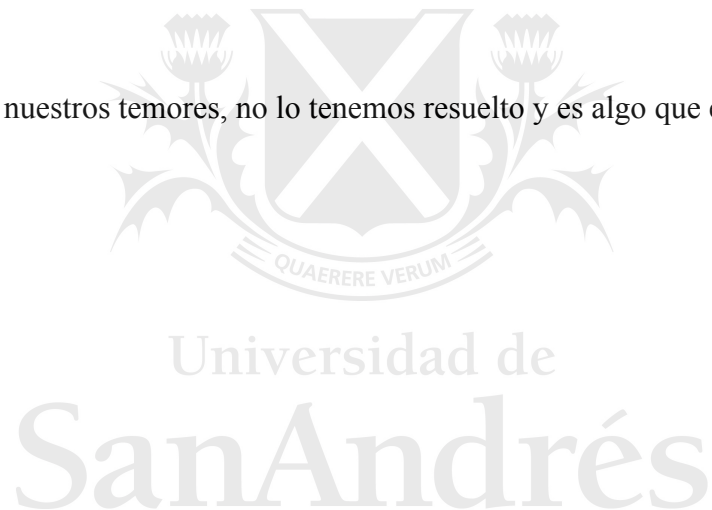 nuestros temores, no lo tenemos resuelto y es algo que
QUAERERE VERUM
Universidad de
SanAndrés